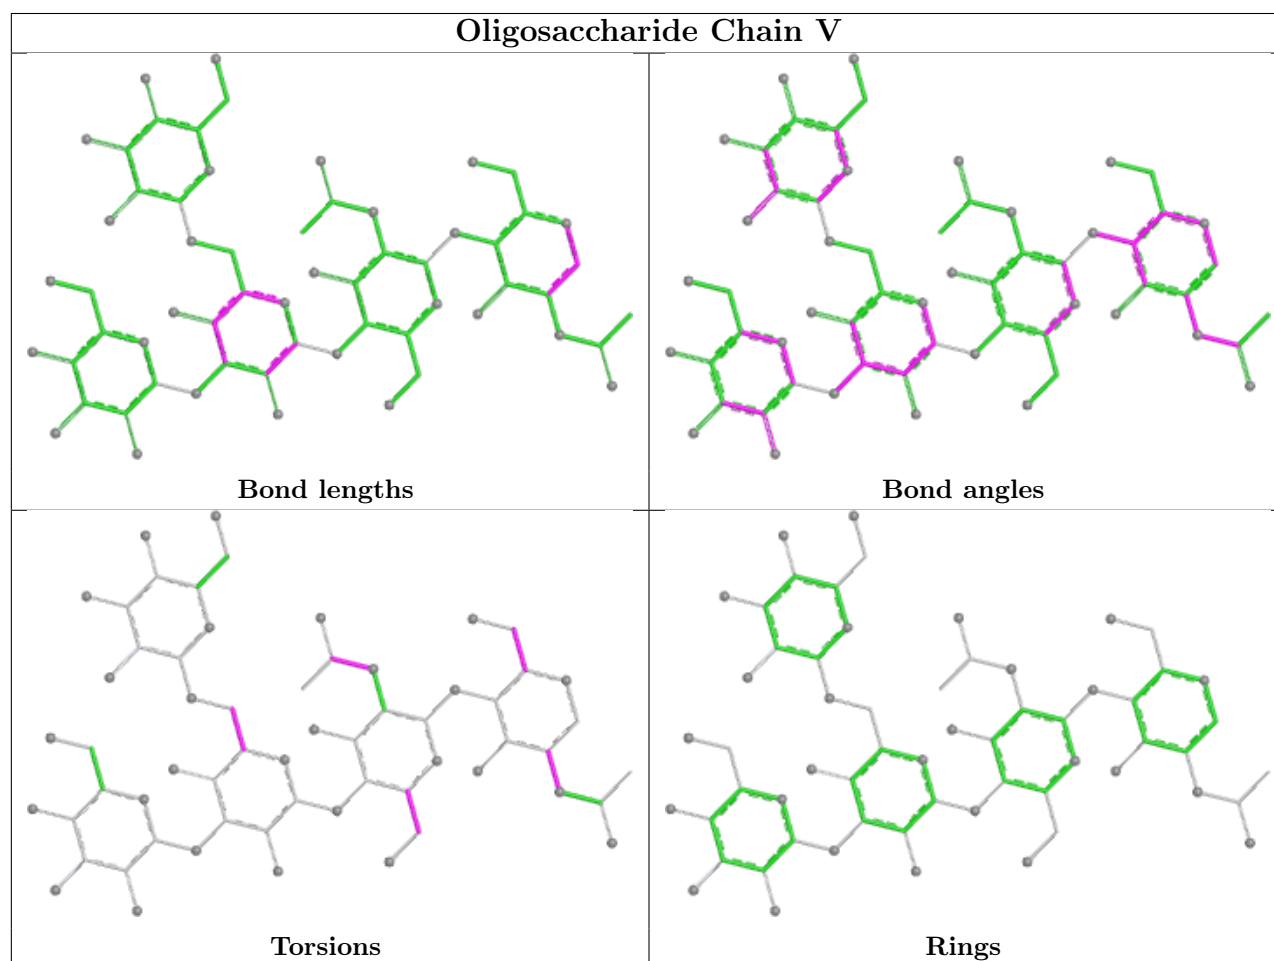 Oligosaccharide Chain V
Bond lengths
Bond angles
Torsions
Rings